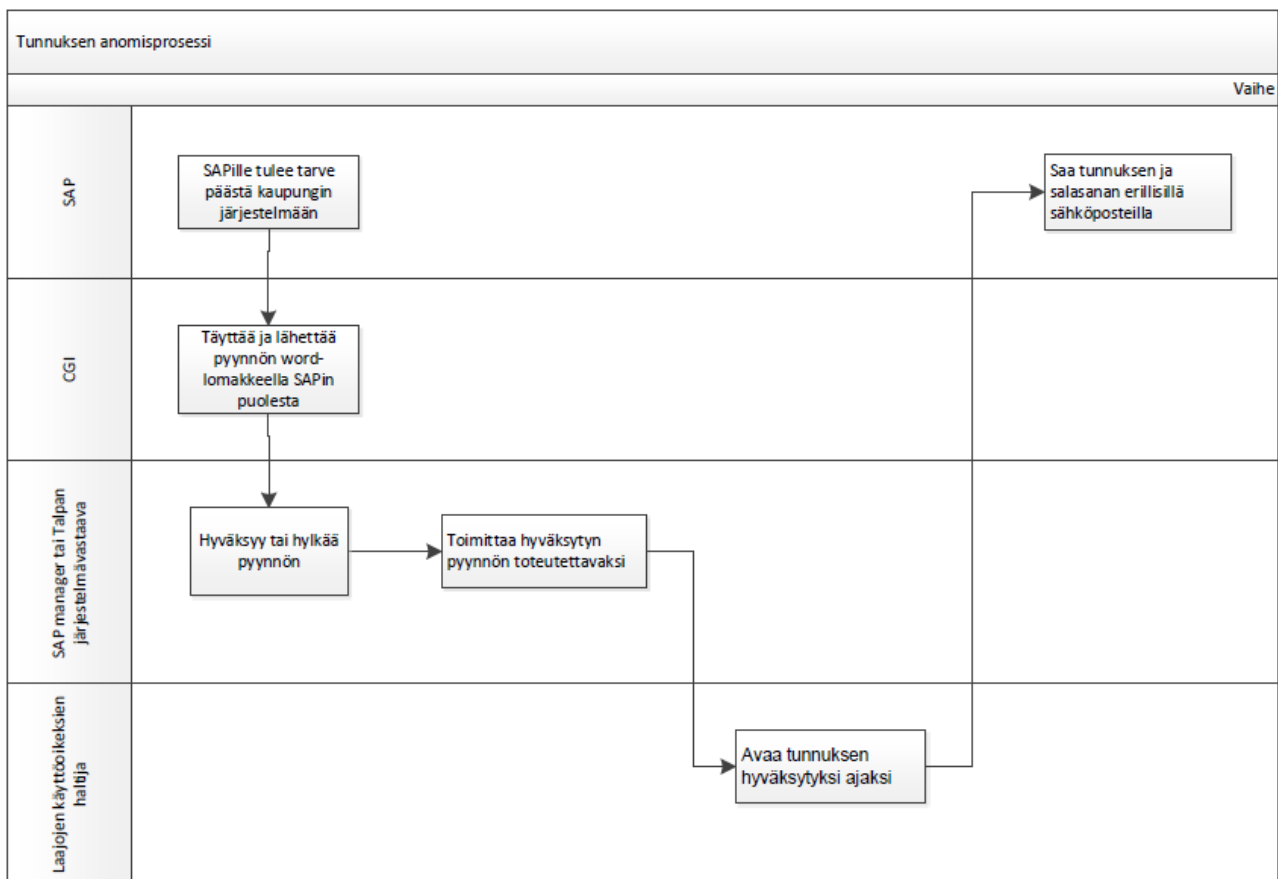 Tunnuksen anomisprosessi
Vaihe
SAP
SAPille tulee tarve
päästä kaupungin
järjestelmään
Saa tunnuksen ja
salasanan erillisillä
sähköposteilla
CGI
Täyttää ja lähettää
pyynnön word-
lomakkeella SAPin
puolesta
SAP manager tai Talpan
järjestelmävastaava
Hyväksyy tai hylkää
pyynnön
Toimittaa hyväksytyn
pyynnön toteutettavaksi
Laajojen käyttöoikeksien
haltija
Avaa tunnuksen
hyväksytyksi ajaksi